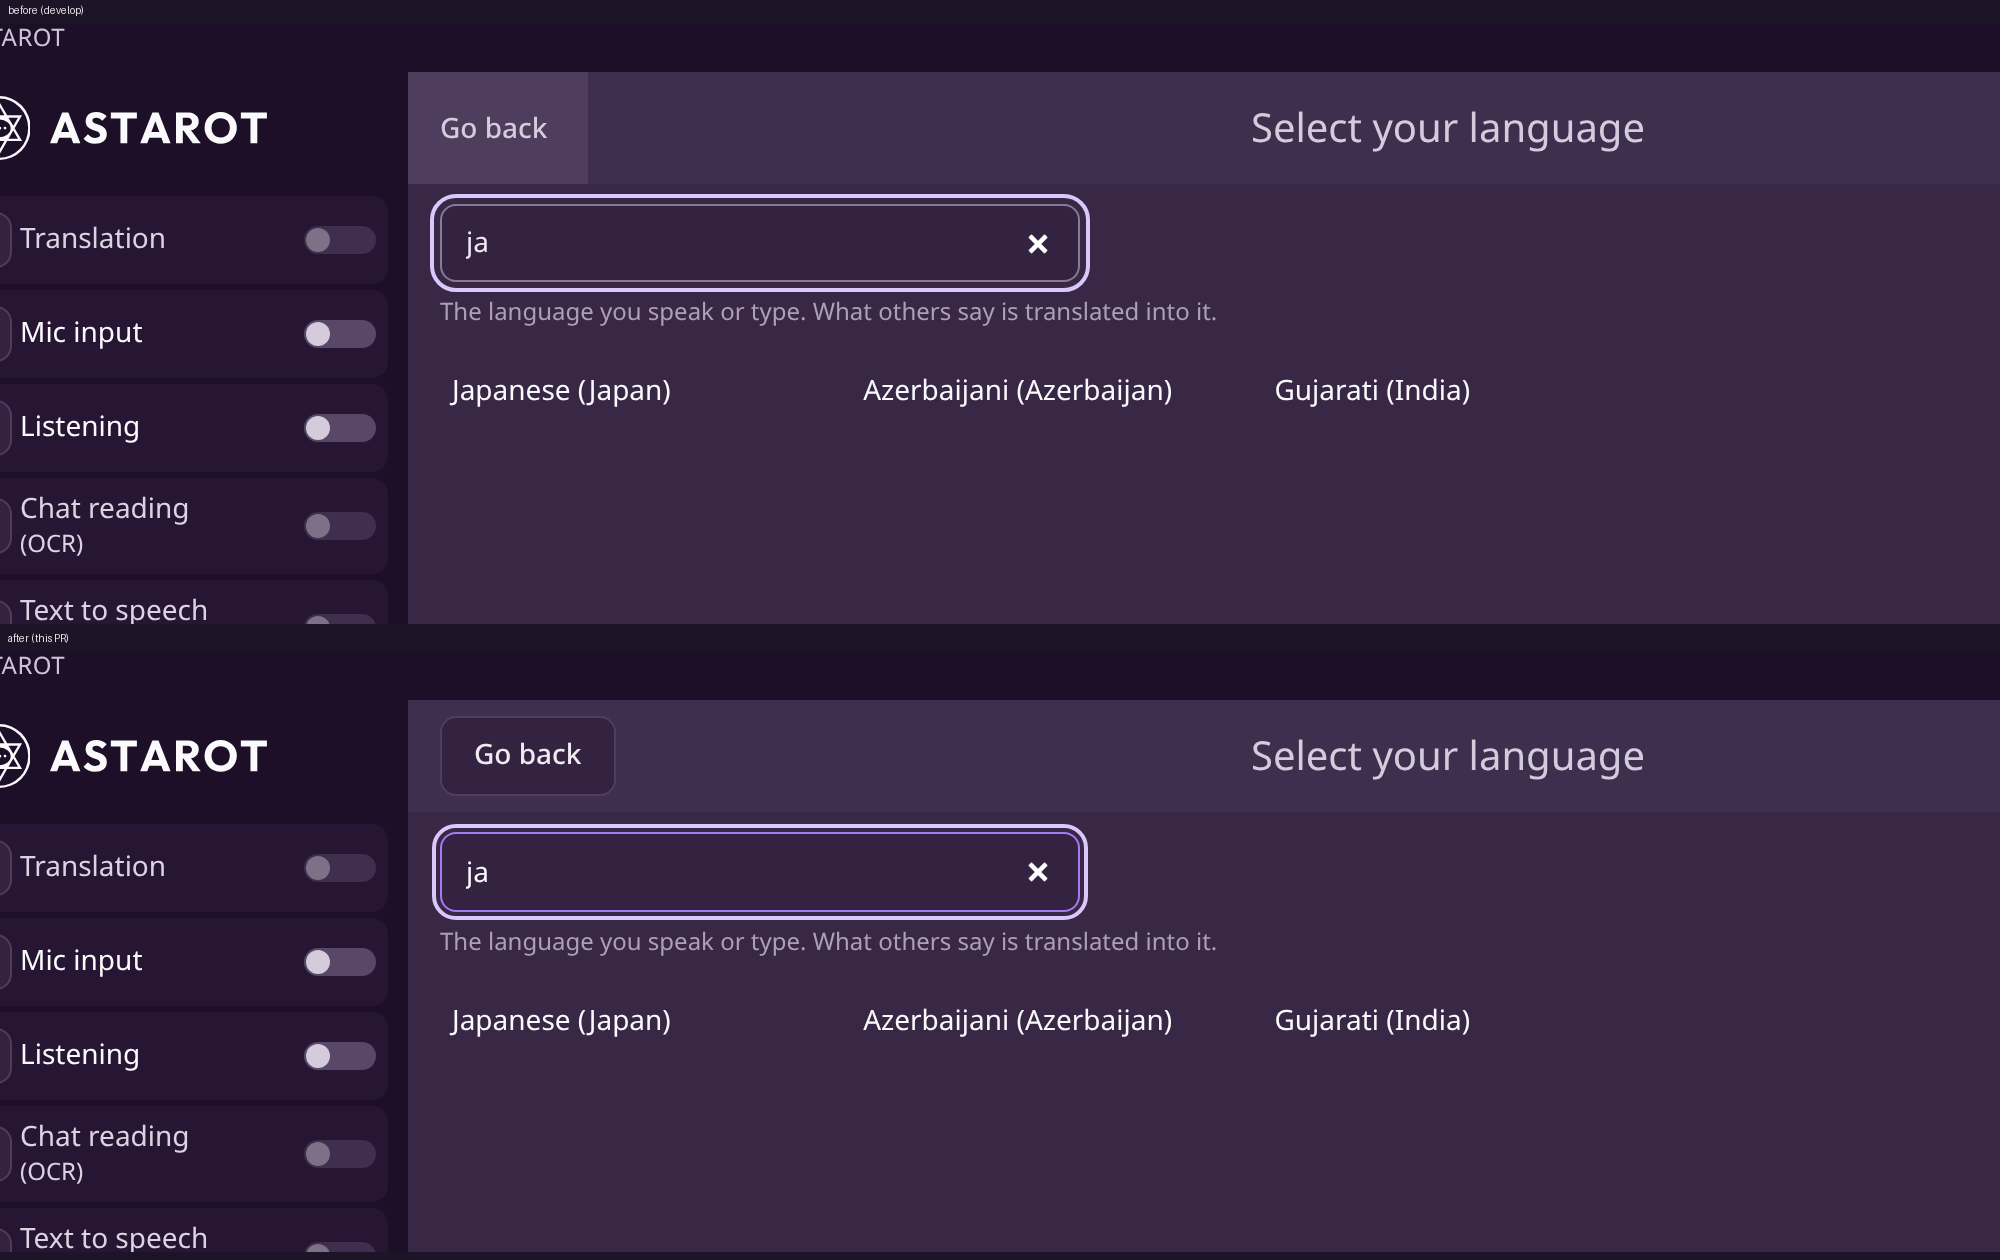 before (develop)
TAROT
ASTAROT
Go back
Select your language
Translation
ja
Mic input
The language you speak or type. What others say is translated into it.
Listening
Japanese (Japan)
Azerbaijani (Azerbaijan)
Gujarati (India)
Chat reading
(OCR)
Text to speech
after (this PR)
TAROT
ASTAROT
Go back
Select your language
Translation
ja
Mic input
The language you speak or type. What others say is translated into it.
Listening
Japanese (Japan)
Azerbaijani (Azerbaijan)
Gujarati (India)
Chat reading
(OCR)
Text to speech